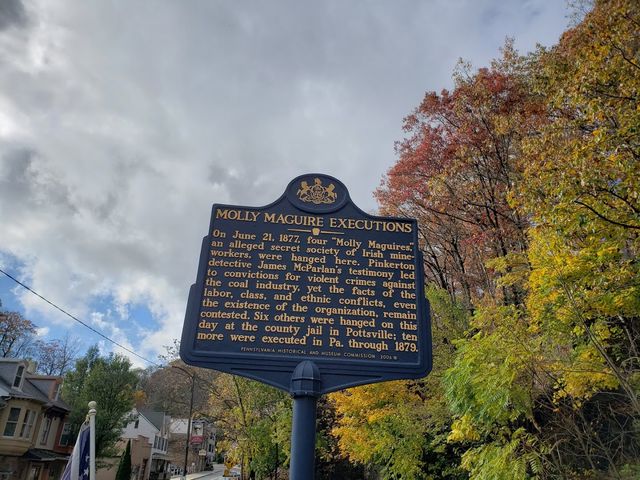 MOLLY MAGUIRE EXECUTIONS
On June 21, 1877, four "Molly Maguires,"
an alleged secret society of Irish mine-
workers, were hanged here. Pinkerton
detective James McParlan's testimony led
to convictions for violent crimes against
the coal industry, yet the facts of the
labor, class, and ethnic conflicts, even
the existence of the organization, remain
contested. Six others were hanged on this
day at the county jail in Pottsville; ten
more were executed in Pa. through 1879.
PENNSYLVANIA HISTORICAL AND MUSEUM COMMISSION 2006